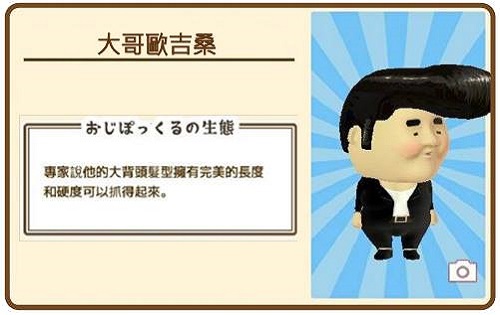 大哥歐吉桑
おじぽっくるの生態
專家說他的大背頭髮型擁有完美的長度
和硬度可以抓得起來。